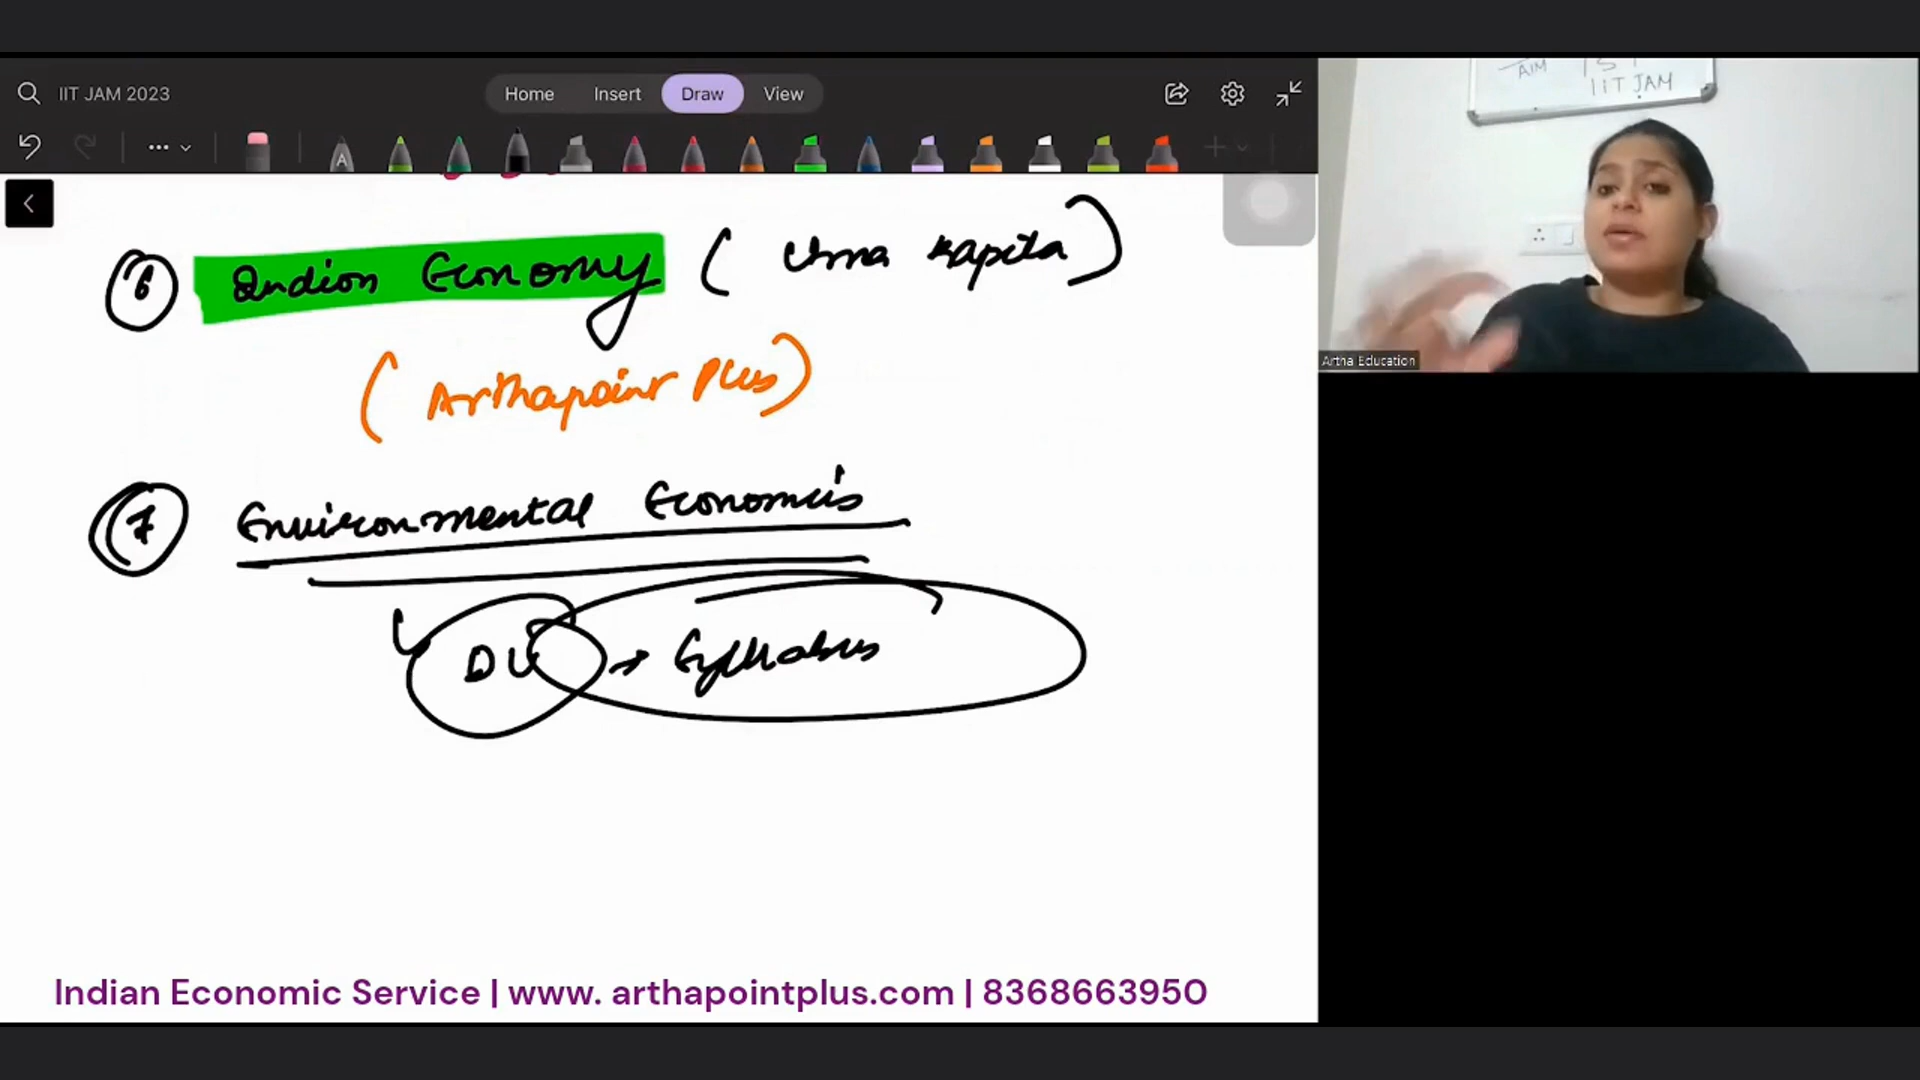 IIT JAM 2023
Home Insert Draw View
A
6 Indian Economy ( Uma Kapila )
( Arthapoint Plus )
7 Environmental Economics
DU → Syllabus
Indian Economic Service | www. arthapointplus.com | 8368663950
AIM
IIT JAM
Artha Education